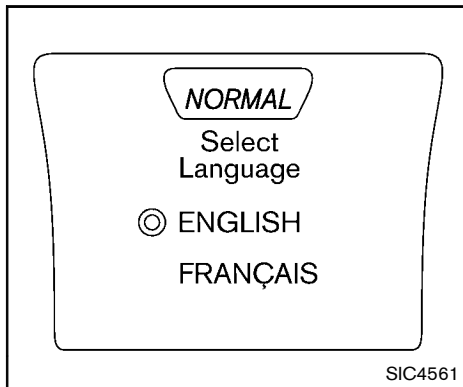 NORMAL
Select
Language
ENGLISH
FRANÇAIS
SIC4561